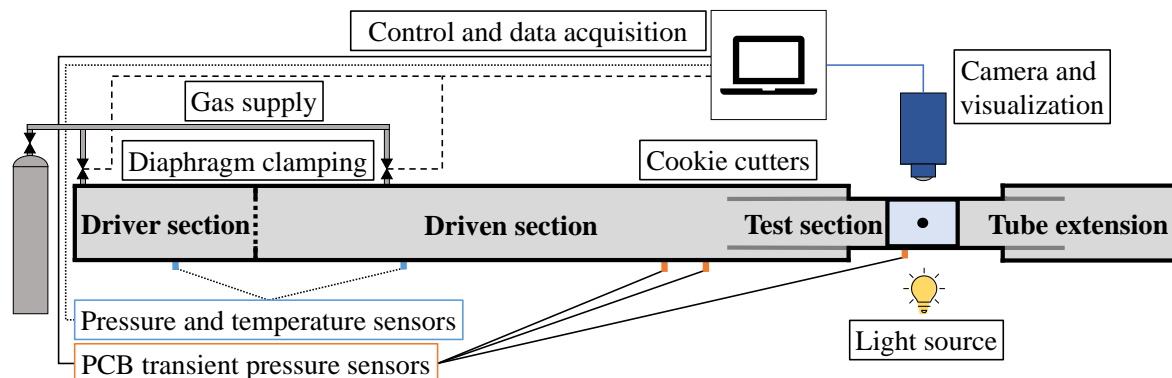 Control and data acquisition
Camera and
visualization
Gas supply
Diaphragm clamping
Cookie cutters
Driver section
Driven section
Test section
Tube extension
Pressure and temperature sensors
PCB transient pressure sensors
Light source